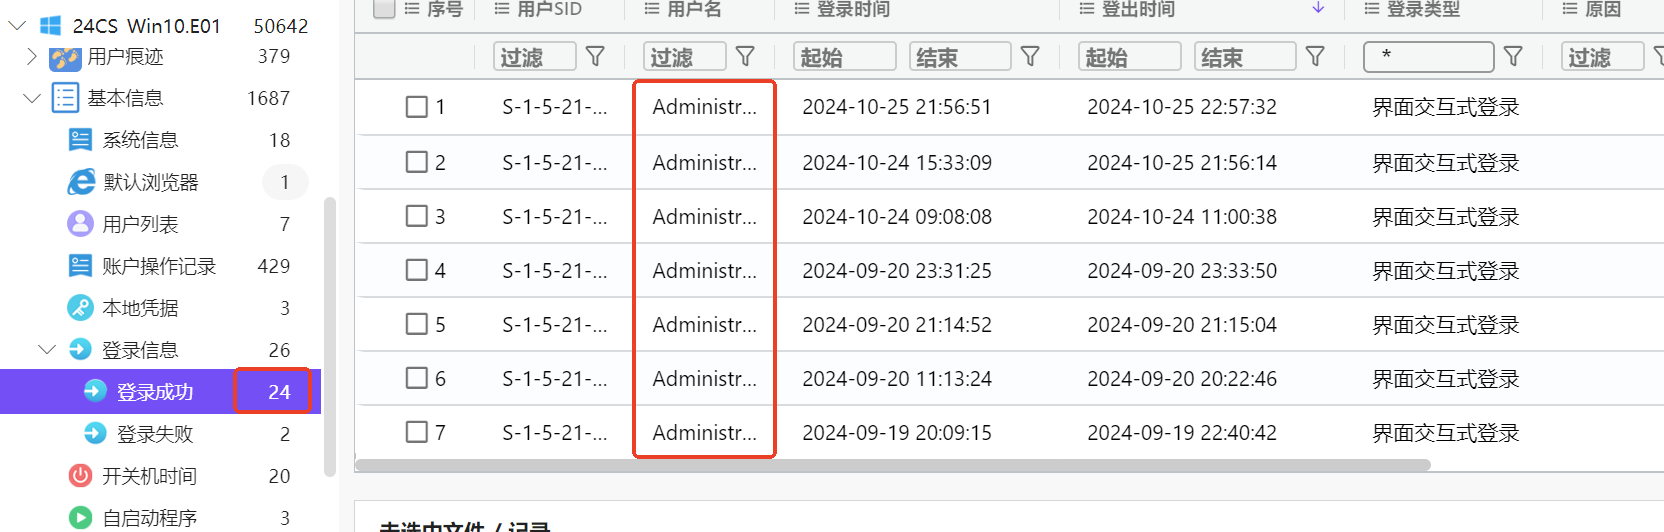 24CS Win10.E01 50642
用户痕迹 379
基本信息 1687
系统信息 18
默认浏览器 1
用户列表 7
账户操作记录 429
本地凭据 3
登录信息 26
登录成功 24
登录失败 2
开关机时间 20
自启动程序 3
序号 用户SID 用户名 登录时间 登出时间 登录类型 原因
过滤 过滤 起始 结束 起始 结束 * 过滤
1 S-1-5-21-... Administr... 2024-10-25 21:56:51 2024-10-25 22:57:32 界面交互式登录
2 S-1-5-21-... Administr... 2024-10-24 15:33:09 2024-10-25 21:56:14 界面交互式登录
3 S-1-5-21-... Administr... 2024-10-24 09:08:08 2024-10-24 11:00:38 界面交互式登录
4 S-1-5-21-... Administr... 2024-09-20 23:31:25 2024-09-20 23:33:50 界面交互式登录
5 S-1-5-21-... Administr... 2024-09-20 21:14:52 2024-09-20 21:15:04 界面交互式登录
6 S-1-5-21-... Administr... 2024-09-20 11:13:24 2024-09-20 20:22:46 界面交互式登录
7 S-1-5-21-... Administr... 2024-09-19 20:09:15 2024-09-19 22:40:42 界面交互式登录
未选中文件 / 记录